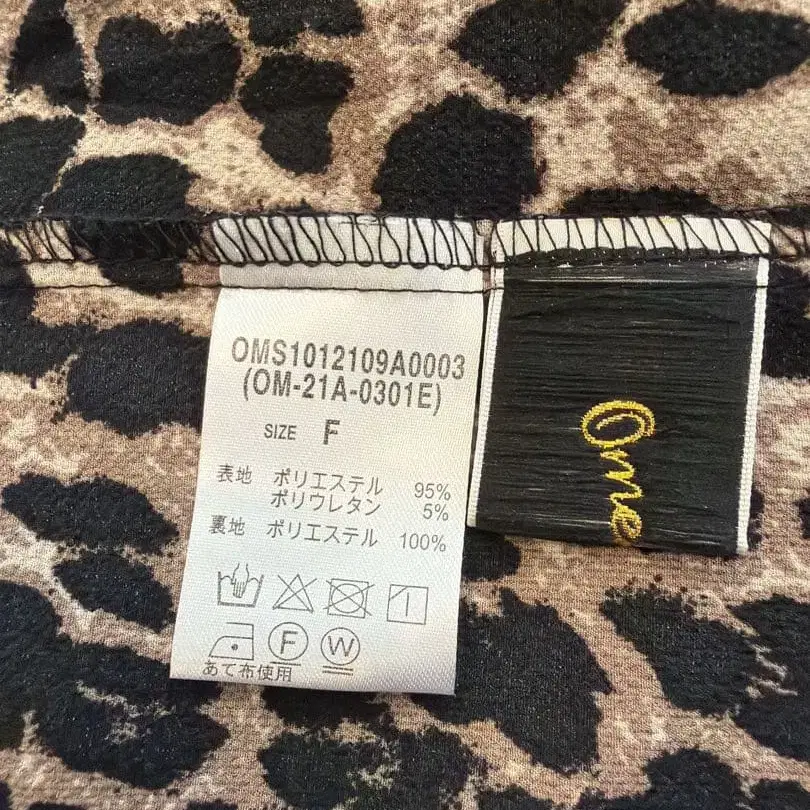 OMS1012109A0003
(OM-21A-0301E)
SIZE F
表地 ポリエステル 95%
ポリウレタン 5%
裏地 ポリエステル 100%
F W
あて布使用
Ome